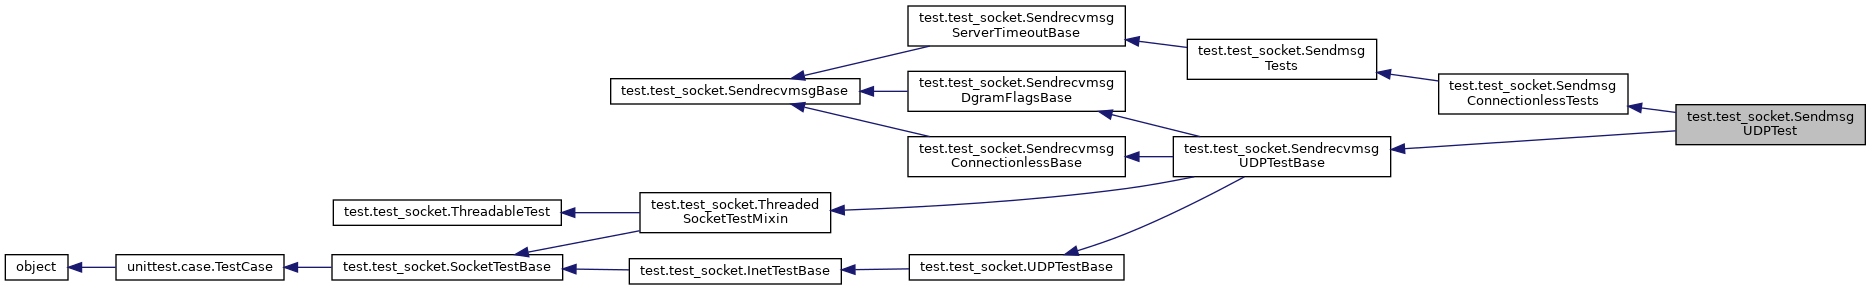 test.test_socket.Sendrecvmsg
ServerTimeoutBase
test.test_socket.Sendmsg
Tests
test.test_socket.SendrecvmsgBase
test.test_socket.Sendrecvmsg
DgramFlagsBase
test.test_socket.Sendmsg
ConnectionlessTests
test.test_socket.Sendmsg
UDPTest
test.test_socket.Sendrecvmsg
ConnectionlessBase
test.test_socket.Sendrecvmsg
UDPTestBase
test.test_socket.ThreadableTest
test.test_socket.Threaded
SocketTestMixin
object
unittest.case.TestCase
test.test_socket.SocketTestBase
test.test_socket.InetTestBase
test.test_socket.UDPTestBase